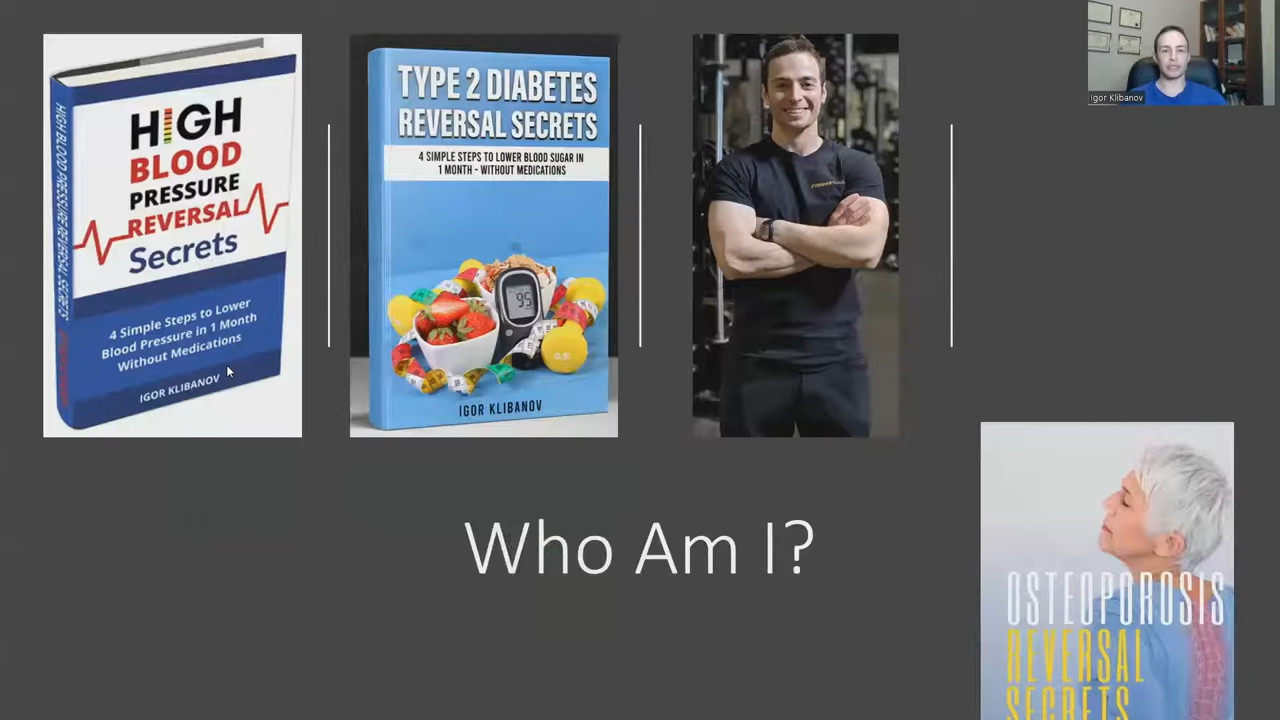 HIGH BLOOD PRESSURE REVERSAL SECRETS
HIGH
BLOOD
PRESSURE
REVERSAL
Secrets
4 Simple Steps to Lower
Blood Pressure in 1 Month
Without Medications
IGOR KLIBANOV
TYPE 2 DIABETES
REVERSAL SECRETS
4 SIMPLE STEPS TO LOWER BLOOD SUGAR IN
1 MONTH - WITHOUT MEDICATIONS
95
IGOR KLIBANOV
Igor Klibanov
Who Am I?
OSTEOPOROSIS
REVERSAL
SECRETS